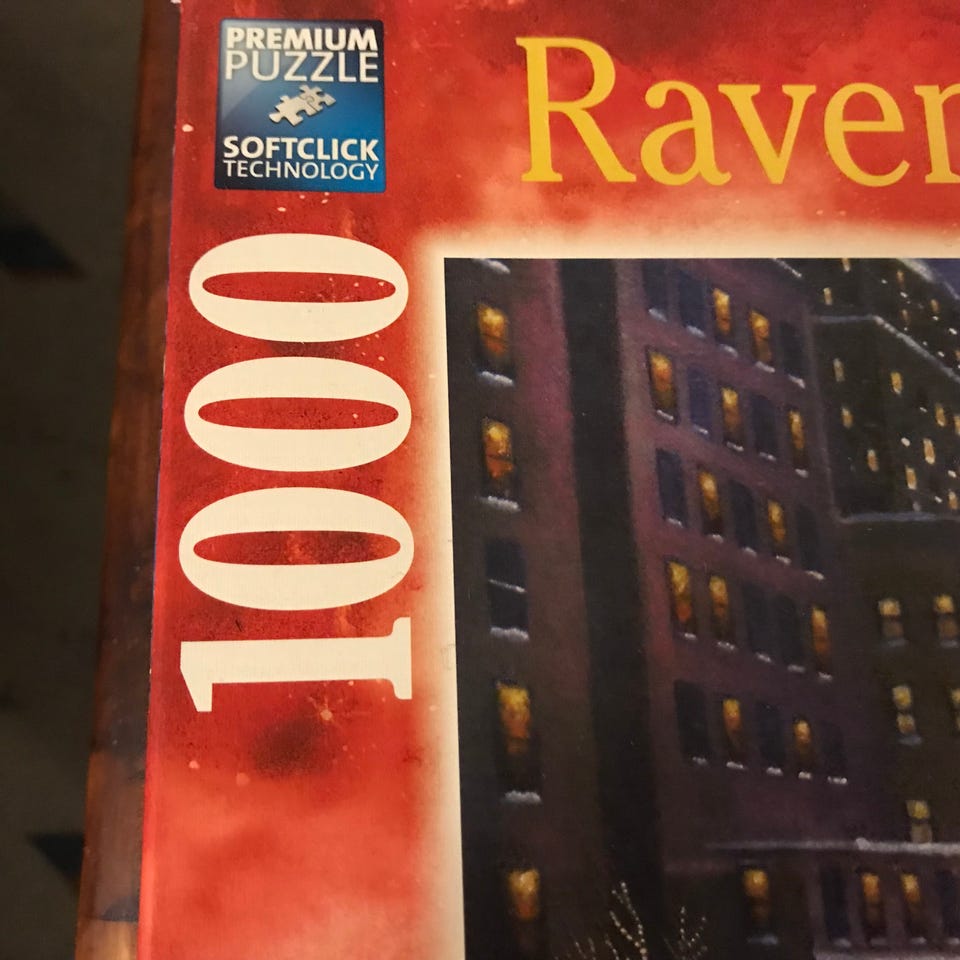 PREMIUM
PUZZLE
SOFTCLICK
TECHNOLOGY
Raven
1000